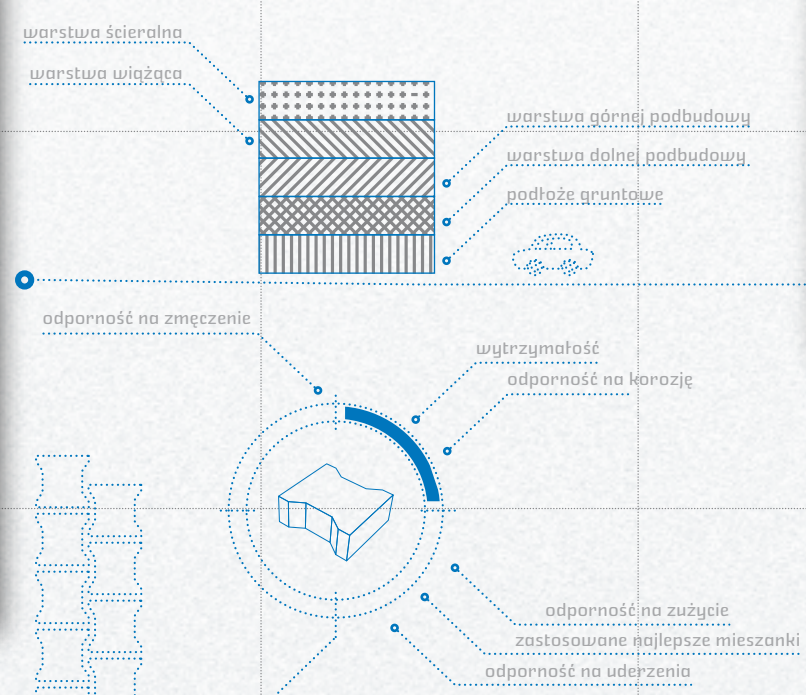 warstwa ścieralna
warstwa wiążąca
warstwa górnej podbudowy
warstwa dolnej podbudowy
podłoże gruntowe
odporność na zmęczenie
wytrzymałość
odporność na korozję
odporność na zużycie
zastosowane najlepsze mieszanki
odporność na uderzenia